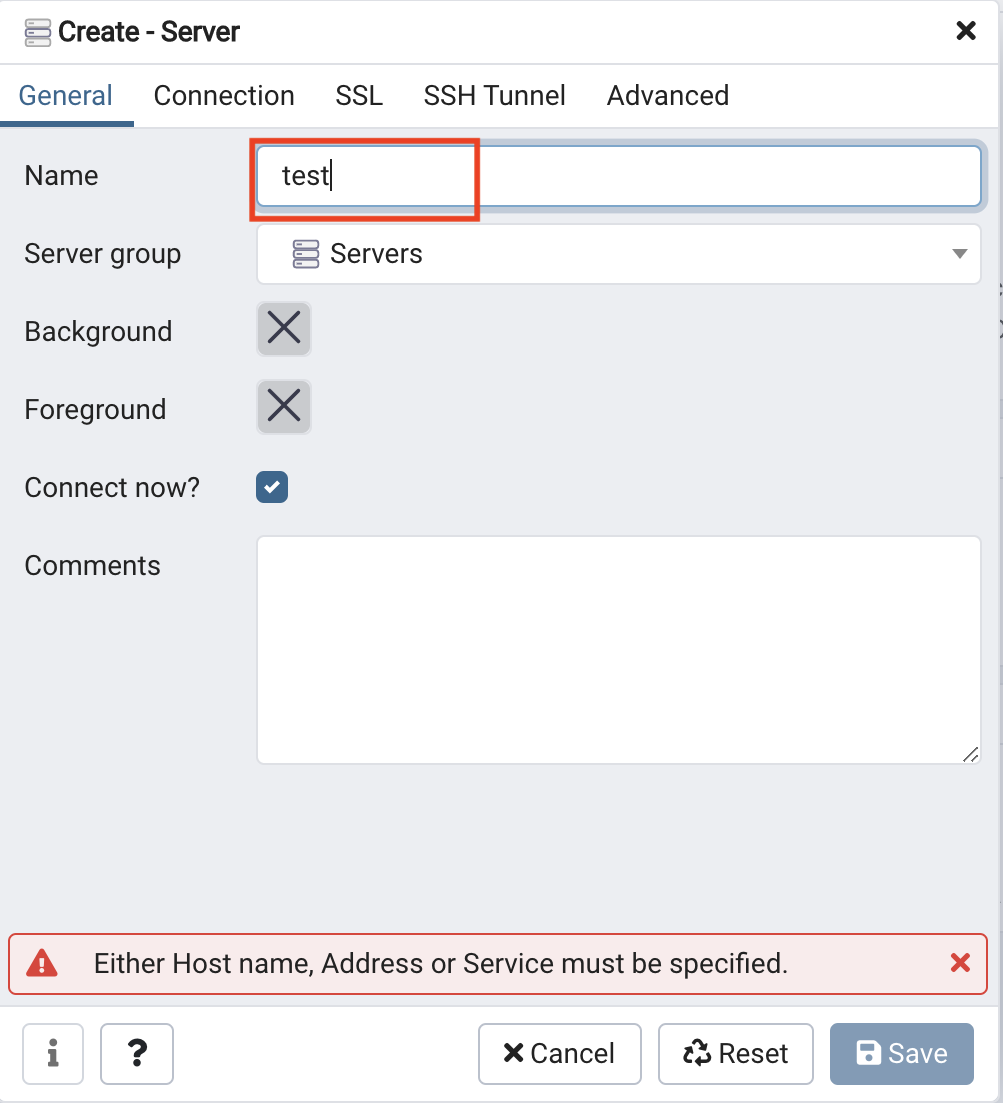 Create - Server
General Connection SSL SSH Tunnel Advanced
Name test
Server group Servers
Background
Foreground
Connect now?
Comments
Either Host name, Address or Service must be specified.
i ? Cancel Reset Save